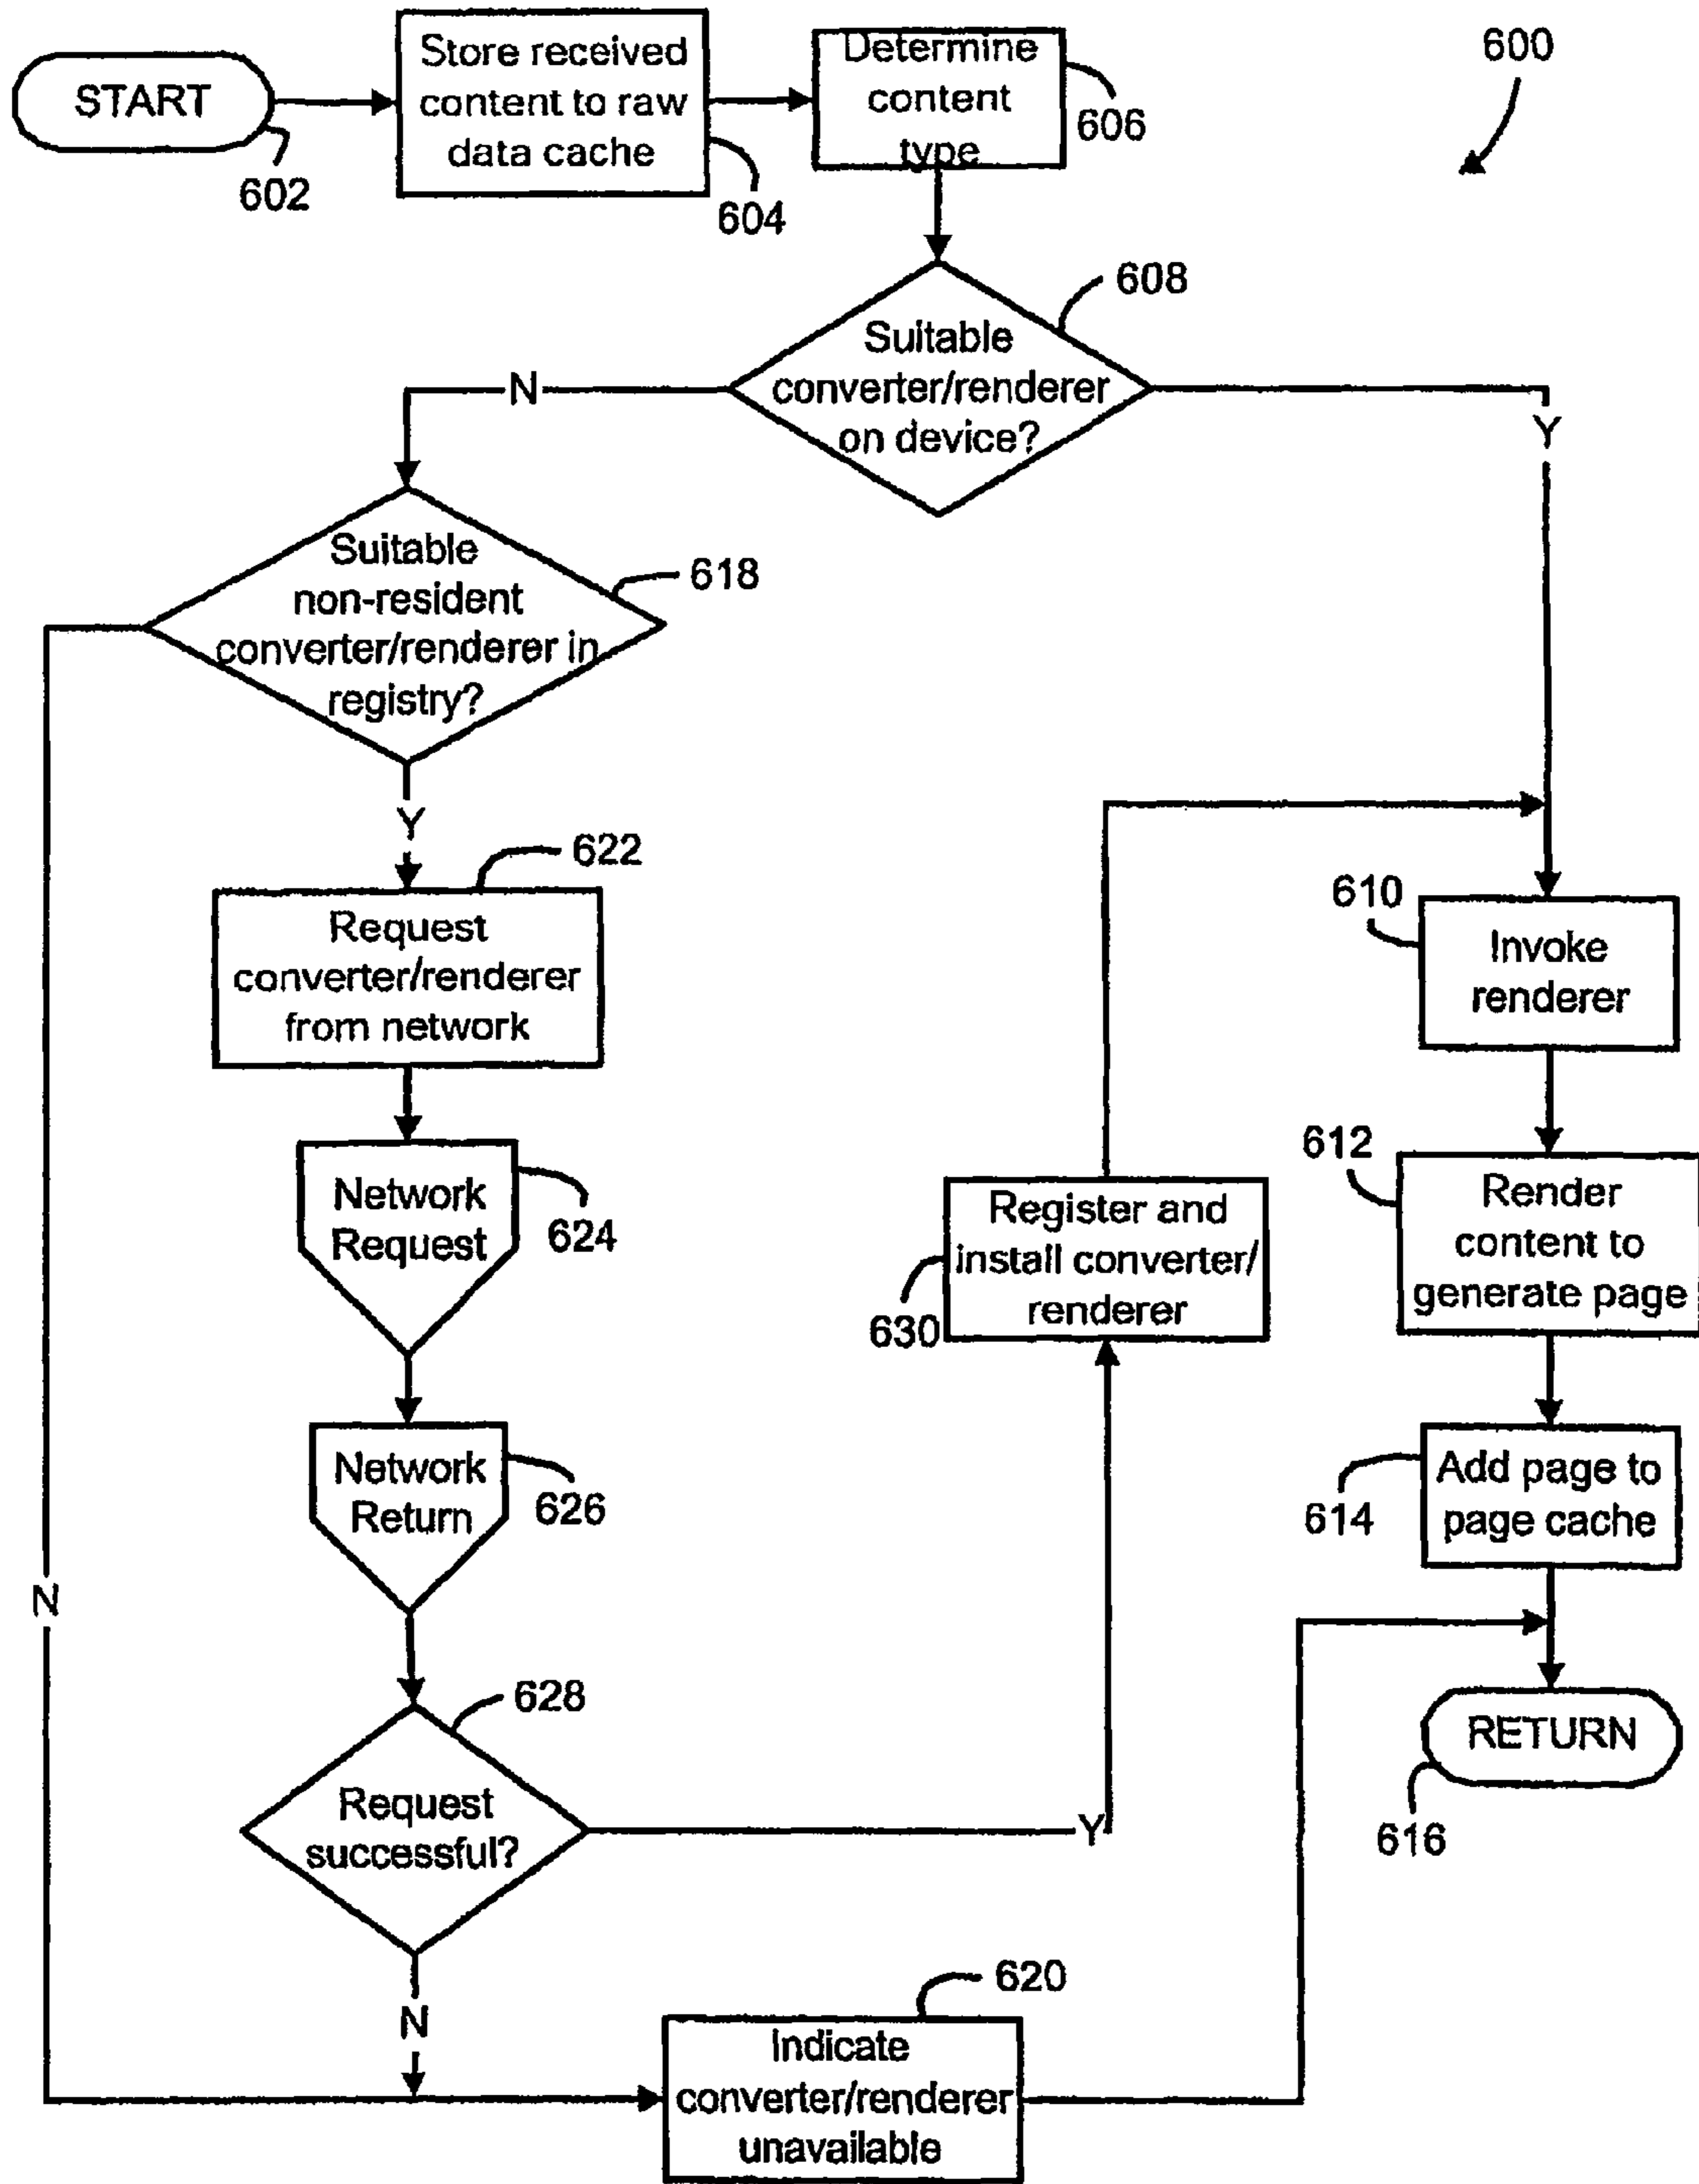 START
602
Store received
content to raw
data cache
604
Determine
content
type
606
600
608
Suitable
converter/renderer
on device?
N
Y
Suitable
non-resident
converter/renderer in
registry?
618
Y
N
622
Request
converter/renderer
from network
Network
Request
624
Network
Return
626
628
Request
successful?
Y
N
Register and
install converter/
renderer
630
610
Invoke
renderer
612
Render
content to
generate page
614
Add page to
page cache
RETURN
616
620
Indicate
converter/renderer
unavailable